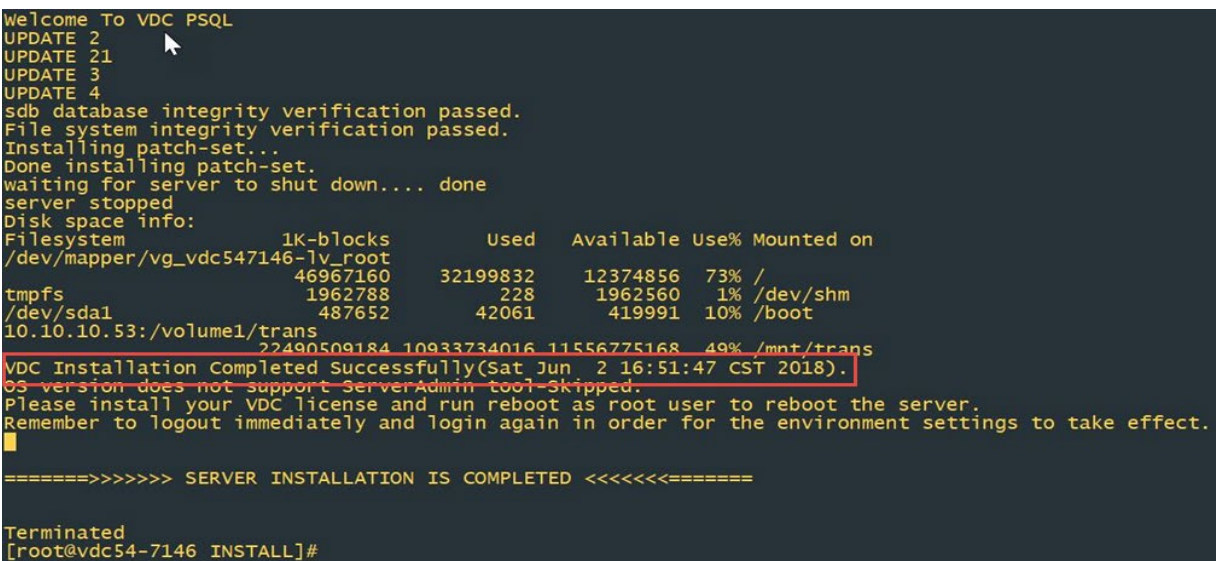 Welcome To VDC PSQL
UPDATE 2
UPDATE 21
UPDATE 3
UPDATE 4
sdb database integrity verification passed.
File system integrity verification passed.
Installing patch-set...
Done installing patch-set.
waiting for server to shut down.... done
server stopped
Disk space info:
Filesystem 1K-blocks Used Available Use% Mounted on
/dev/mapper/vg_vdc547146-lv_root
46967160 32199832 12374856 73% /
tmpfs 1962788 228 1962560 1% /dev/shm
/dev/sda1 487652 42061 419991 10% /boot
10.10.10.53:/volume1/trans
22490509184 10933734016 11556775168 49% /mnt/trans
VDC Installation Completed Successfully(Sat Jun 2 16:51:47 CST 2018).
OS version does not support ServerAdmin tool-Skipped.
Please install your VDC license and run reboot as root user to reboot the server.
Remember to logout immediately and login again in order for the environment settings to take effect.
=======>>>>>>> SERVER INSTALLATION IS COMPLETED <<<<<<<=======
Terminated
[root@vdc54-7146 INSTALL]#